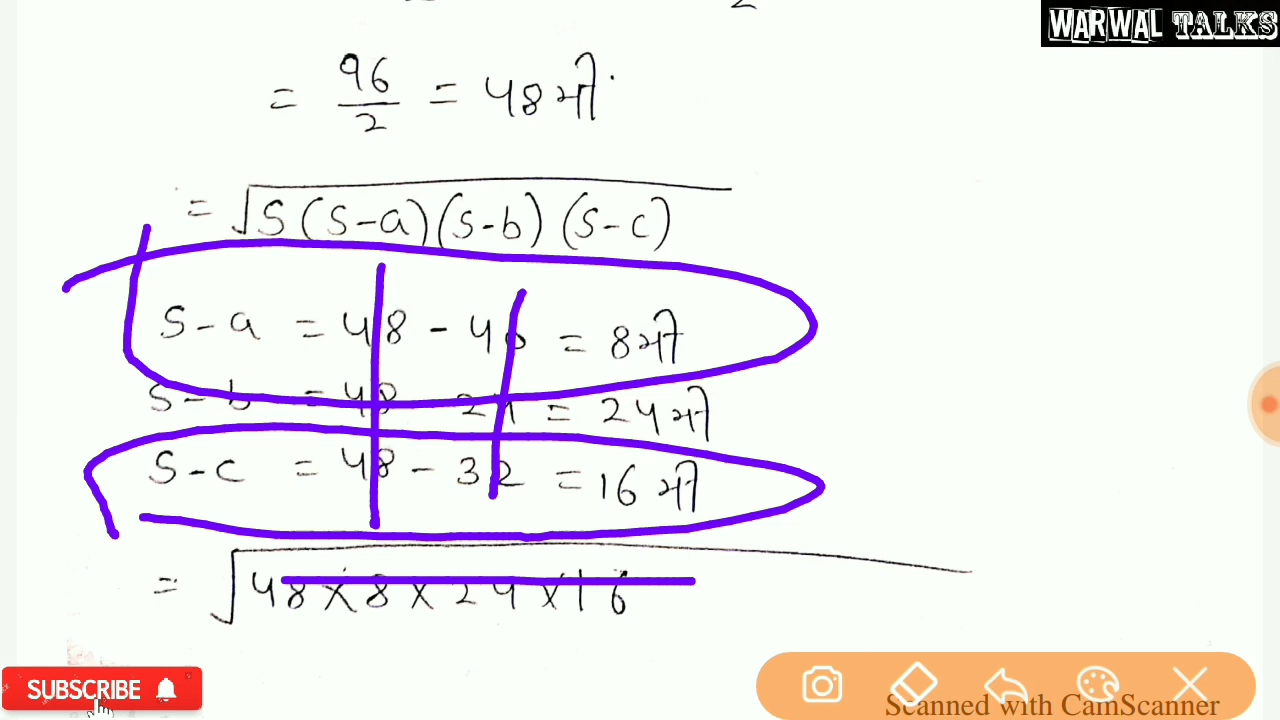 WARWAL TALKS
2
= 96/2 = 48 मी.
= √S(S-a)(S-b)(S-c)
S-a = 48 - 40 = 8 मी
S-b = 48 - 24 = 24 मी
S-c = 48 - 32 = 16 मी
= √48×8×24×16
SUBSCRIBE
Scanned with CamScanner